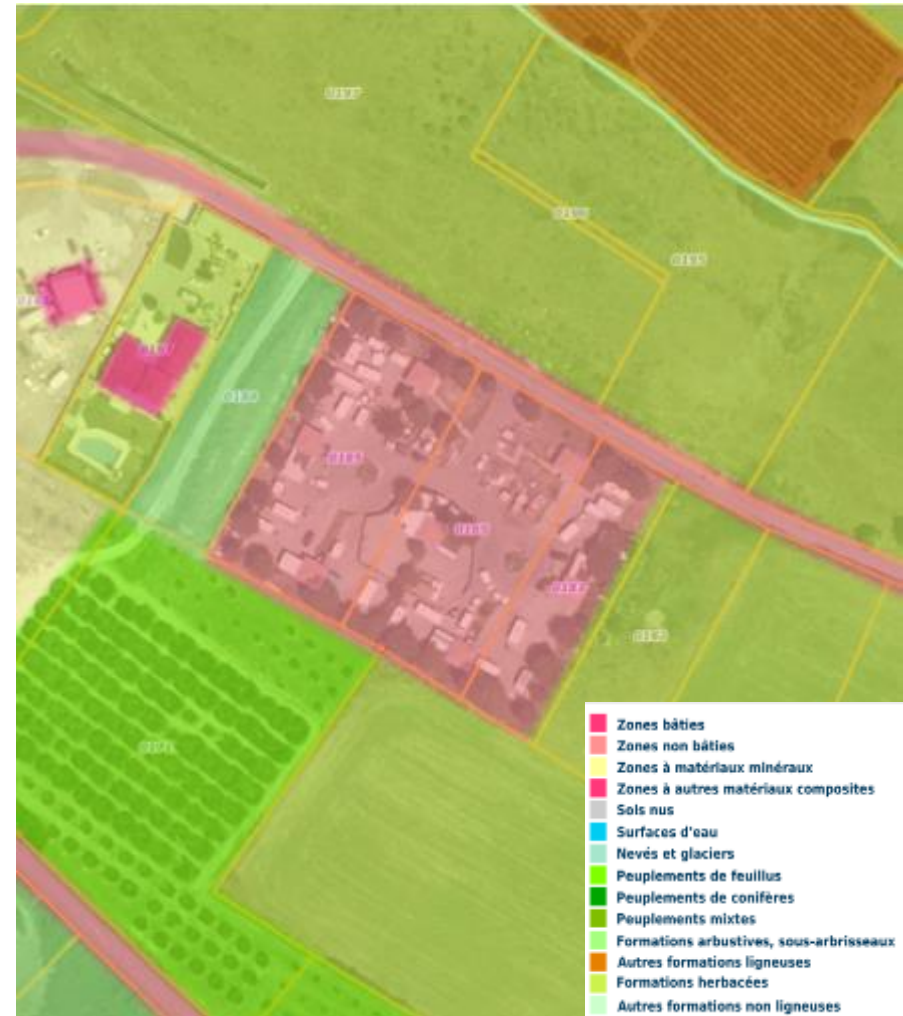 0195
Zones bâties
Zones non bâties
Zones à matériaux minéraux
Zones à autres matériaux composites
Sols nus
Surfaces d'eau
Nevés et glaciers
Peuplements de feuillus
Peuplements de conifères
Peuplements mixtes
Formations arbustives, sous-arbrisseaux
Autres formations ligneuses
Formations herbacées
Autres formations non ligneuses